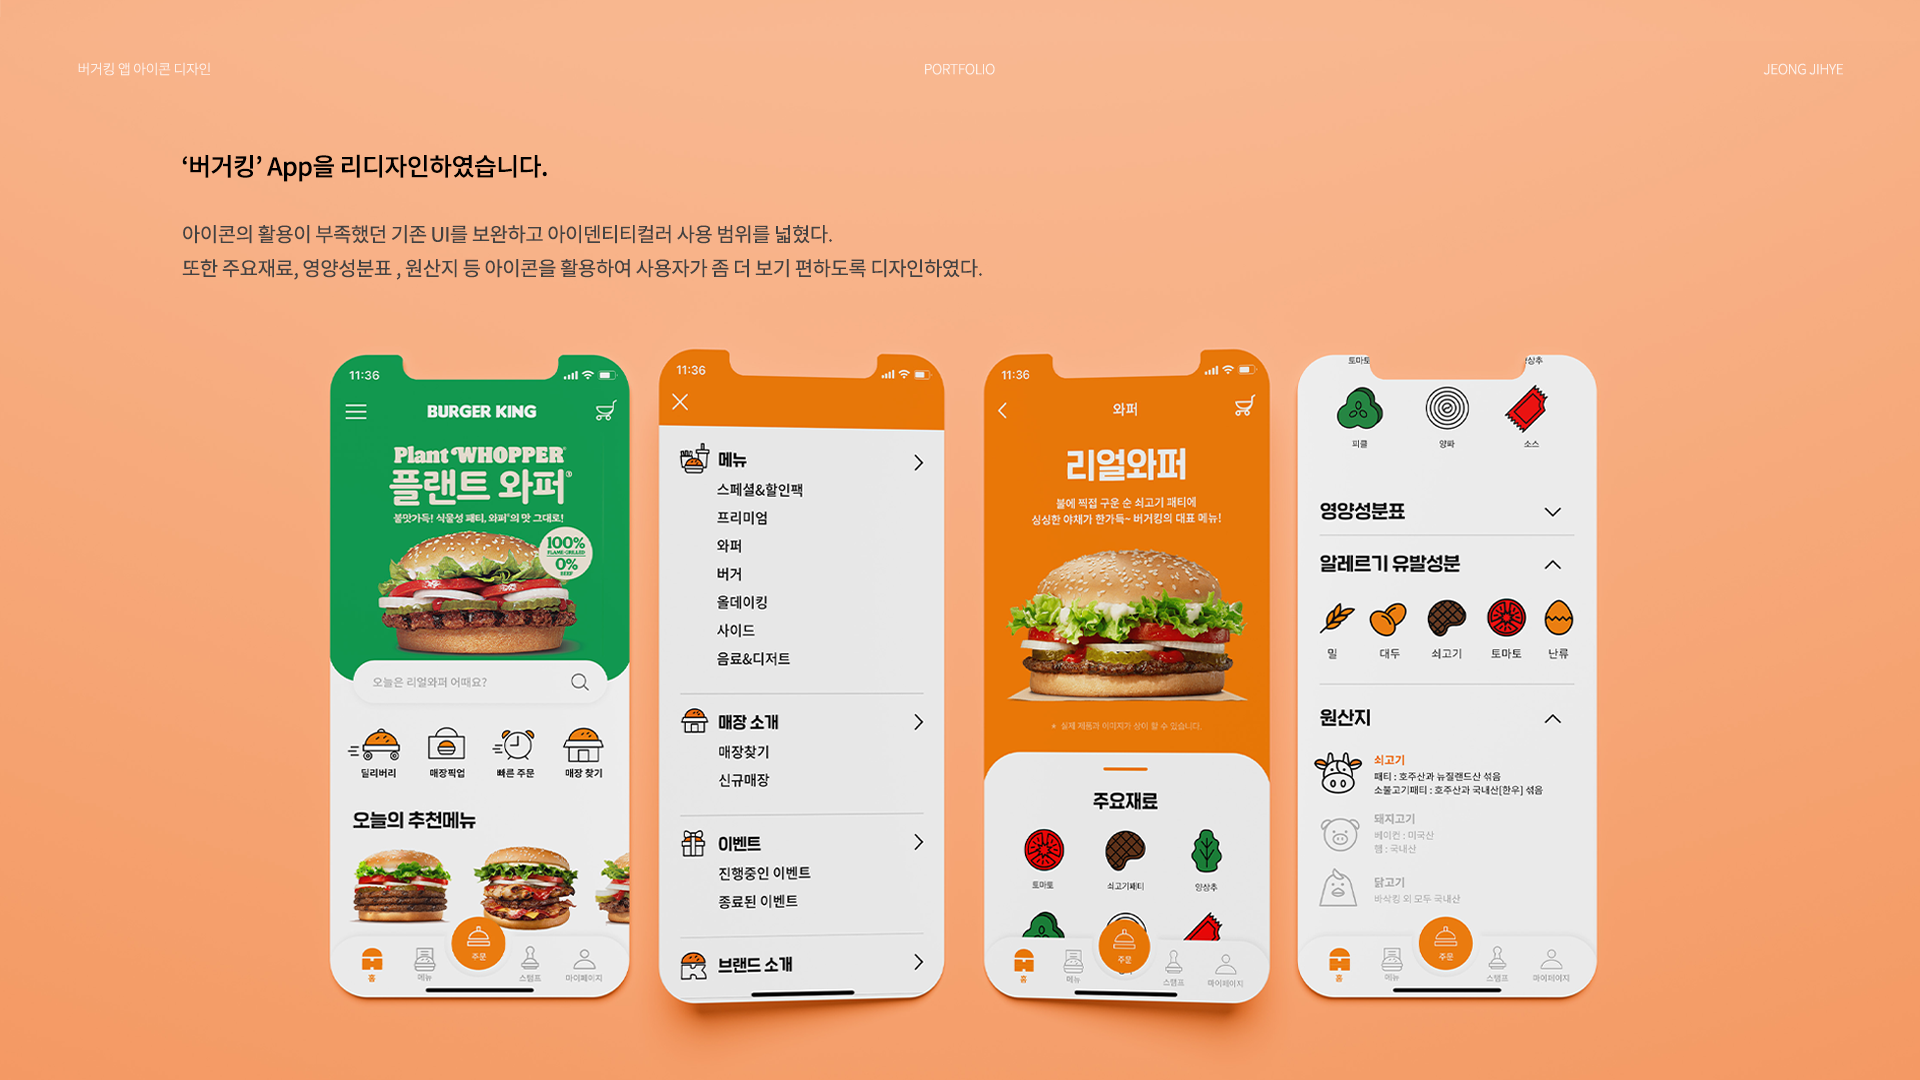 버거킹 앱 아이콘 디자인
PORTFOLIO
JEONG JIHYE
‘버거킹’ App을 리디자인하였습니다.
아이콘의 활용이 부족했던 기존 UI를 보완하고 아이덴티티컬러 사용 범위를 넓혔다.
또한 주요재료, 영양성분표 , 원산지 등 아이콘을 활용하여 사용자가 좀 더 보기 편하도록 디자인하였다.
11:36
BURGER KING
Plant WHOPPER®
플랜트 와퍼®
불맛가득! 식물성 패티, 와퍼®의 맛 그대로!
100%
FLAME-GRILLED
0%
BEEF
오늘은 리얼와퍼 어때요?
딜리버리
매장픽업
빠른 주문
매장 찾기
오늘의 추천메뉴
홈
메뉴
주문
스탬프
마이페이지
11:36
메뉴
스페셜&할인팩
프리미엄
와퍼
버거
올데이킹
사이드
음료&디저트
매장 소개
매장찾기
신규매장
이벤트
진행중인 이벤트
종료된 이벤트
브랜드 소개
11:36
와퍼
리얼와퍼
불에 찍접 구운 순 쇠고기 패티에
싱싱한 야채가 한가득~ 버거킹의 대표 메뉴!
* 실제 제품과 이미지가 상이 할 수 있습니다.
주요재료
토마토
쇠고기패티
양상추
홈
메뉴
주문
스탬프
마이페이지
토마토
양상추
피클
양파
소스
영양성분표
알레르기 유발성분
밀
대두
쇠고기
토마토
난류
원산지
쇠고기
패티 : 호주산과 뉴질랜드산 섞음
소불고기패티 : 호주산과 국내산[한우] 섞음
돼지고기
베이컨 : 미국산
햄 : 국내산
닭고기
바삭킹 외 모두 국내산
홈
메뉴
주문
스탬프
마이페이지